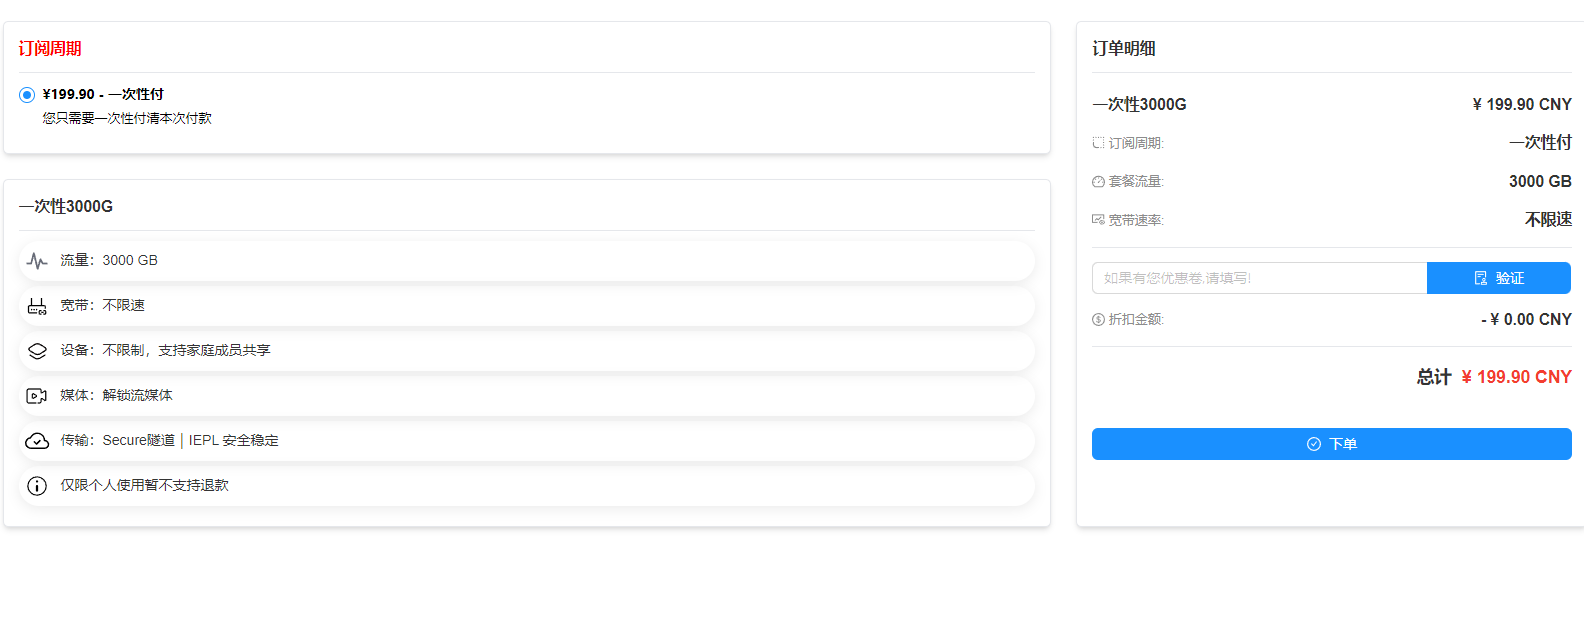 订阅周期
¥199.90 - 一次性付
您只需要一次性付清本次付款
一次性3000G
流量：3000 GB
宽带：不限速
设备：不限制，支持家庭成员共享
媒体：解锁流媒体
传输：Secure隧道 | IEPL 安全稳定
仅限个人使用暂不支持退款
订单明细
一次性3000G ¥ 199.90 CNY
订阅周期: 一次性付
套餐流量: 3000 GB
宽带速率: 不限速
如果有您优惠卷,请填写! 验证
折扣金额: - ¥ 0.00 CNY
总计 ¥ 199.90 CNY
下单